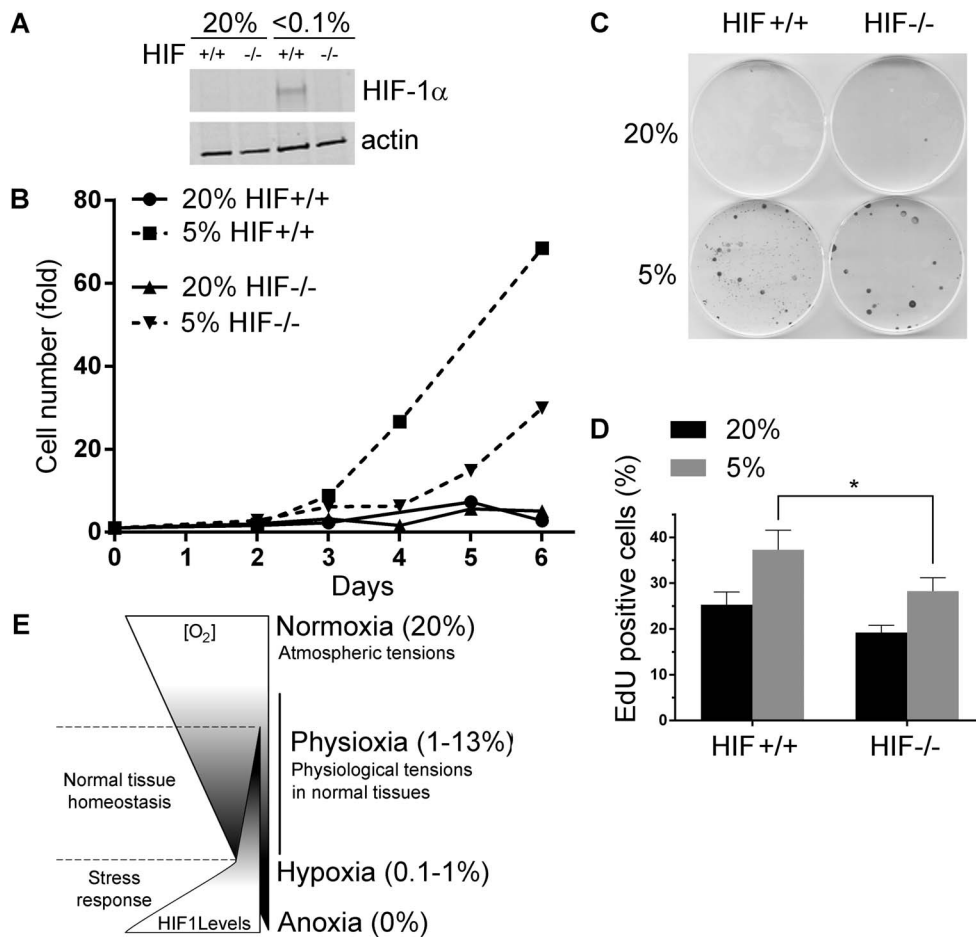 A
20% <0.1%
HIF +/+ -/- +/+ -/-
HIF-1α
actin
B
80
60
40
20
0
Cell number (fold)
20% HIF+/+
5% HIF+/+
20% HIF-/-
5% HIF-/-
0 1 2 3 4 5 6
Days
C
HIF +/+ HIF-/-
20%
5%
D
20%
5%
EdU positive cells (%)
*
40
30
20
10
0
HIF +/+ HIF-/-
E
[O2]
Normoxia (20%)
Atmospheric tensions
Physioxia (1-13%)
Physiological tensions
in normal tissues
Normal tissue
homeostasis
Hypoxia (0.1-1%)
Stress
response
HIF1Levels
Anoxia (0%)